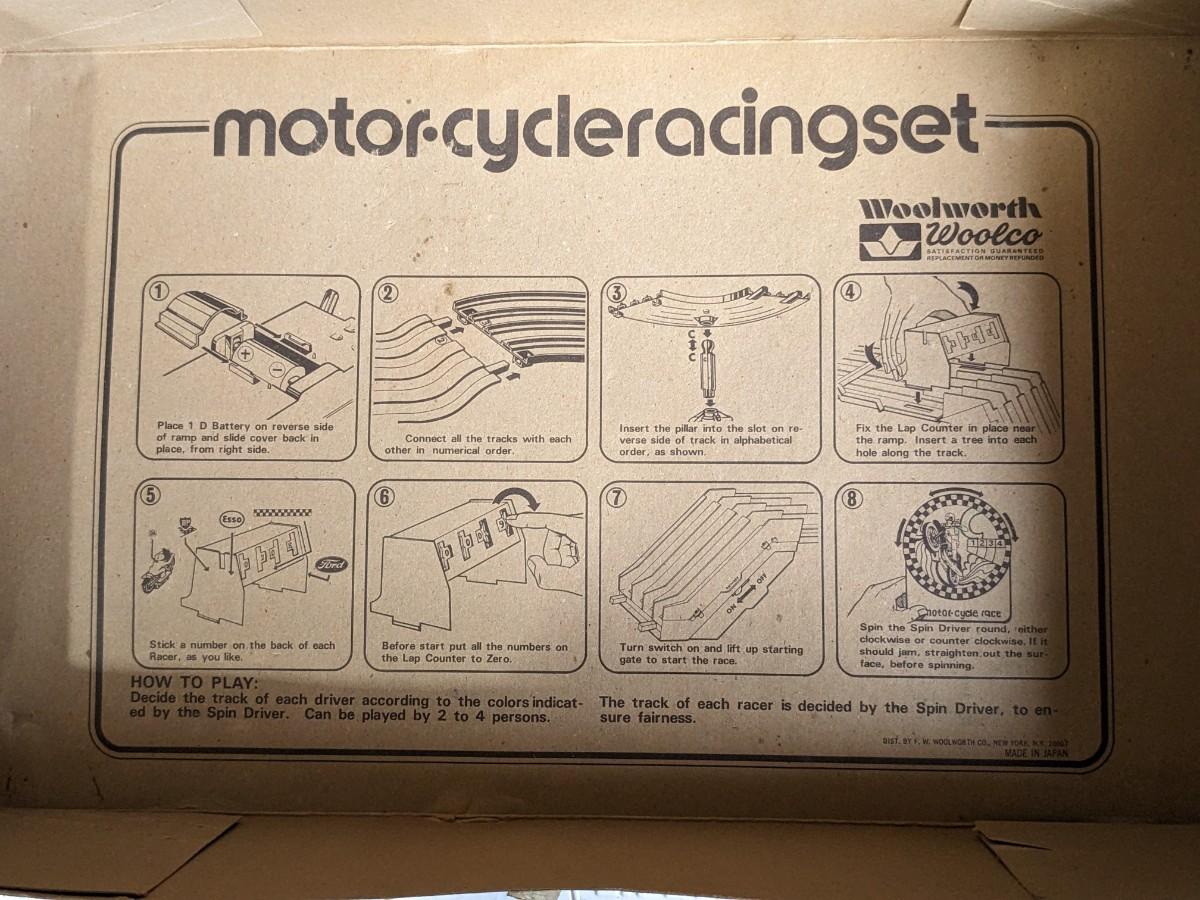 motor-cycleracingset
Woolworth
Woolco
SATISFACTION GUARANTEED
REPLACEMENT OR MONEY REFUNDED
1
+
−
Place 1 D Battery on reverse side
of ramp and slide cover back in
place, from right side.
2
Connect all the tracks with each
other in numerical order.
3
C
C
Insert the pillar into the slot on re-
verse side of track in alphabetical
order, as shown.
4
Fix the Lap Counter in place near
the ramp. Insert a tree into each
hole along the track.
5
Esso
Ford
Stick a number on the back of each
Racer, as you like.
6
Before start put all the numbers on
the Lap Counter to Zero.
7
ON
OFF
Turn switch on and lift up starting
gate to start the race.
8
1 2 3 4
motor-cycle race
Spin the Spin Driver round, either
clockwise or counter clockwise. If it
should jam, straighten out the sur-
face, before spinning.
HOW TO PLAY:
Decide the track of each driver according to the colors indicat-
ed by the Spin Driver. Can be played by 2 to 4 persons.
The track of each racer is decided by the Spin Driver, to en-
sure fairness.
DIST. BY F. W. WOOLWORTH CO., NEW YORK, N.Y.
MADE IN JAPAN